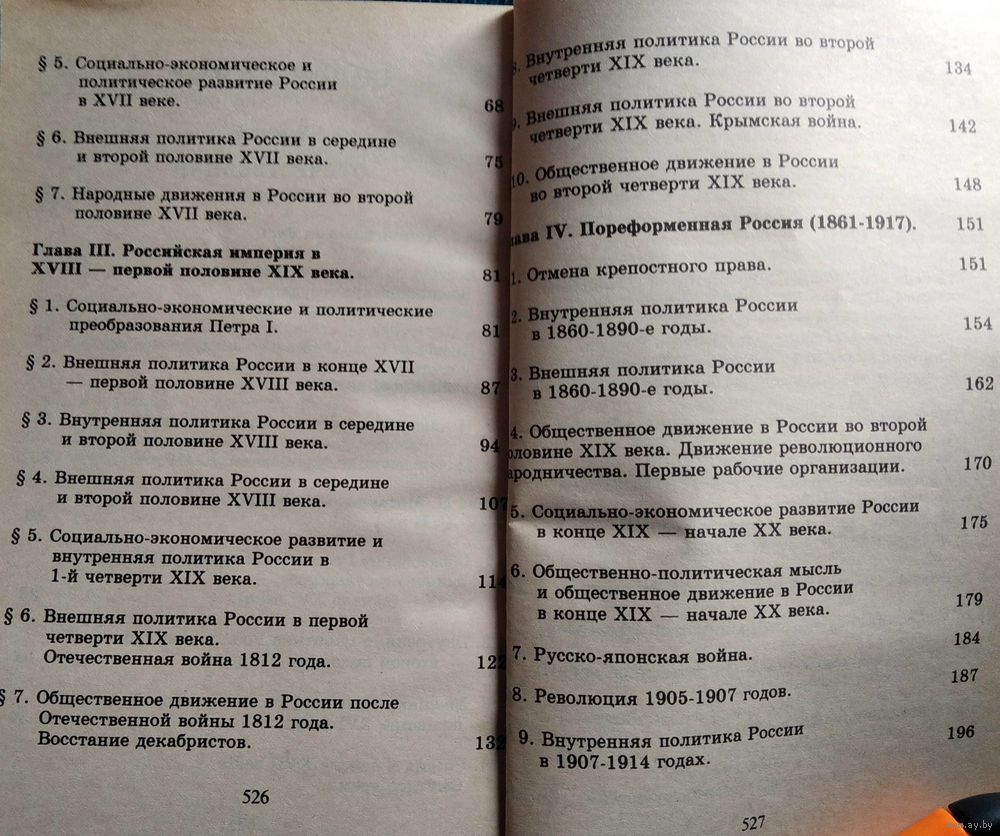 § 5. Социально-экономическое и
политическое развитие России
в XVII веке. 68
§ 6. Внешняя политика России в середине
и второй половине XVII века. 75
§ 7. Народные движения в России во второй
половине XVII века. 79
Глава III. Российская империя в
XVIII — первой половине XIX века. 81
§ 1. Социально-экономические и политические
преобразования Петра I. 81
§ 2. Внешняя политика России в конце XVII
— первой половине XVIII века. 87
§ 3. Внутренняя политика России в середине
и второй половине XVIII века. 94
§ 4. Внешняя политика России в середине
и второй половине XVIII века. 107
§ 5. Социально-экономическое развитие и
внутренняя политика России в
1-й четверти XIX века. 114
§ 6. Внешняя политика России в первой
четверти XIX века.
Отечественная война 1812 года. 122
§ 7. Общественное движение в России после
Отечественной войны 1812 года.
Восстание декабристов. 132
526
8. Внутренняя политика России во второй
четверти XIX века. 134
9. Внешняя политика России во второй
четверти XIX века. Крымская война. 142
10. Общественное движение в России
во второй четверти XIX века. 148
лава IV. Пореформенная Россия (1861-1917). 151
1. Отмена крепостного права. 151
2. Внутренняя политика России
в 1860-1890-е годы. 154
3. Внешняя политика России
в 1860-1890-е годы. 162
4. Общественное движение в России во второй
оловине XIX века. Движение революционного
ародничества. Первые рабочие организации. 170
5. Социально-экономическое развитие России
в конце XIX — начале XX века. 175
6. Общественно-политическая мысль
и общественное движение в России
в конце XIX — начале XX века. 179
7. Русско-японская война. 184
8. Революция 1905-1907 годов. 187
9. Внутренняя политика России
в 1907-1914 годах. 196
527